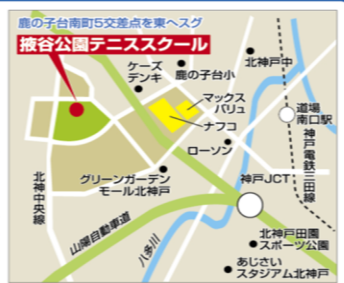 鹿の子台南町5交差点を東へスグ
掖谷公園テニススクール
ケーズ
デンキ
鹿の子台小
北神戸中
マックス
バリュ
ナフコ
ローソン
道場
南口駅
神戸電鉄三田線
北神中央線
グリーンガーデン
モール北神戸
神戸JCT
山陽自動車道
八多川
北神戸田園
スポーツ公園
あじさい
スタジアム北神戸